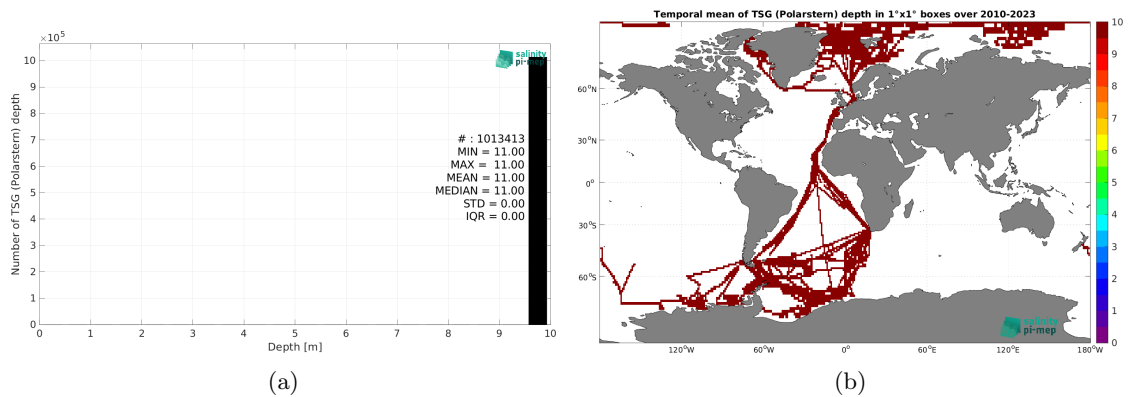 Temporal mean of TSG (Polarstern) depth in 1°x1° boxes over 2010-2023
× 10⁵
10
9
8
7
6
5
4
3
2
1
0
Number of TSG (Polarstern) depth
salinity
pi-mep
# : 1013413
MIN = 11.00
MAX = 11.00
MEAN = 11.00
MEDIAN = 11.00
STD = 0.00
IQR = 0.00
0 1 2 3 4 5 6 7 8 9 10
Depth [m]
(a)
60°N
30°N
0°
30°S
60°S
120°W 60°W 0° 60°E 120°E 180°W
salinity
pi-mep
10
9
8
7
6
5
4
3
2
1
0
(b)